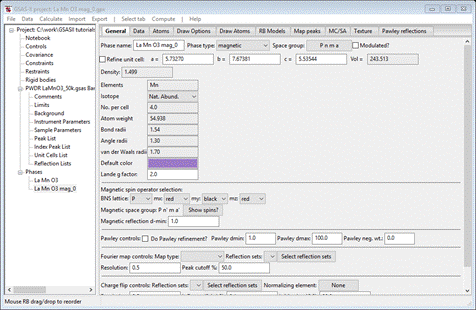 GSAS-II project: LaMnO3 mag_0.gpx
File Data Calculate Import Export Select tab Compute Help
Project: C:\work\GSASII tutorials
Notebook
Controls
Covariance
Constraints
Restraints
Rigid bodies
PWDR LaMnO3_50k.gsas Ban
Comments
Limits
Background
Instrument Parameters
Sample Parameters
Peak List
Index Peak List
Unit Cells List
Reflection Lists
Phases
La Mn O3
La Mn O3 mag_0
Mouse RB drag/drop to reorder
General Data Atoms Draw Options Draw Atoms RB Models Map peaks MC/SA Texture Pawley reflections
Phase name: La Mn O3 mag_0 Phase type: magnetic Space group: P n m a Modulated?
Refine unit cell: a = 5.73270 b = 7.67381 c = 5.53544 Vol = 243.513
Density: 1.499
Elements Mn
Isotope Nat. Abund.
No. per cell 4.0
Atom weight 54.938
Bond radii 1.54
Angle radii 1.30
van der Waals radii 1.70
Default color
Lande g factor: 2.0
Magnetic spin operator selection:
BNS lattice: P mx: red my: black mz: red
Magnetic space group: P n' m a' Show spins?
Magnetic reflection d-min: 1.0
Pawley controls: Do Pawley refinement? Pawley dmin: 1.0 Pawley dmax: 100.0 Pawley neg. wt.: 0.0
Fourier map controls: Map type: Reflection sets: Select reflection sets
Resolution: 0.5 Peak cutoff %: 50.0
Charge flip controls: Reflection sets: Select reflection sets Normalizing element: None